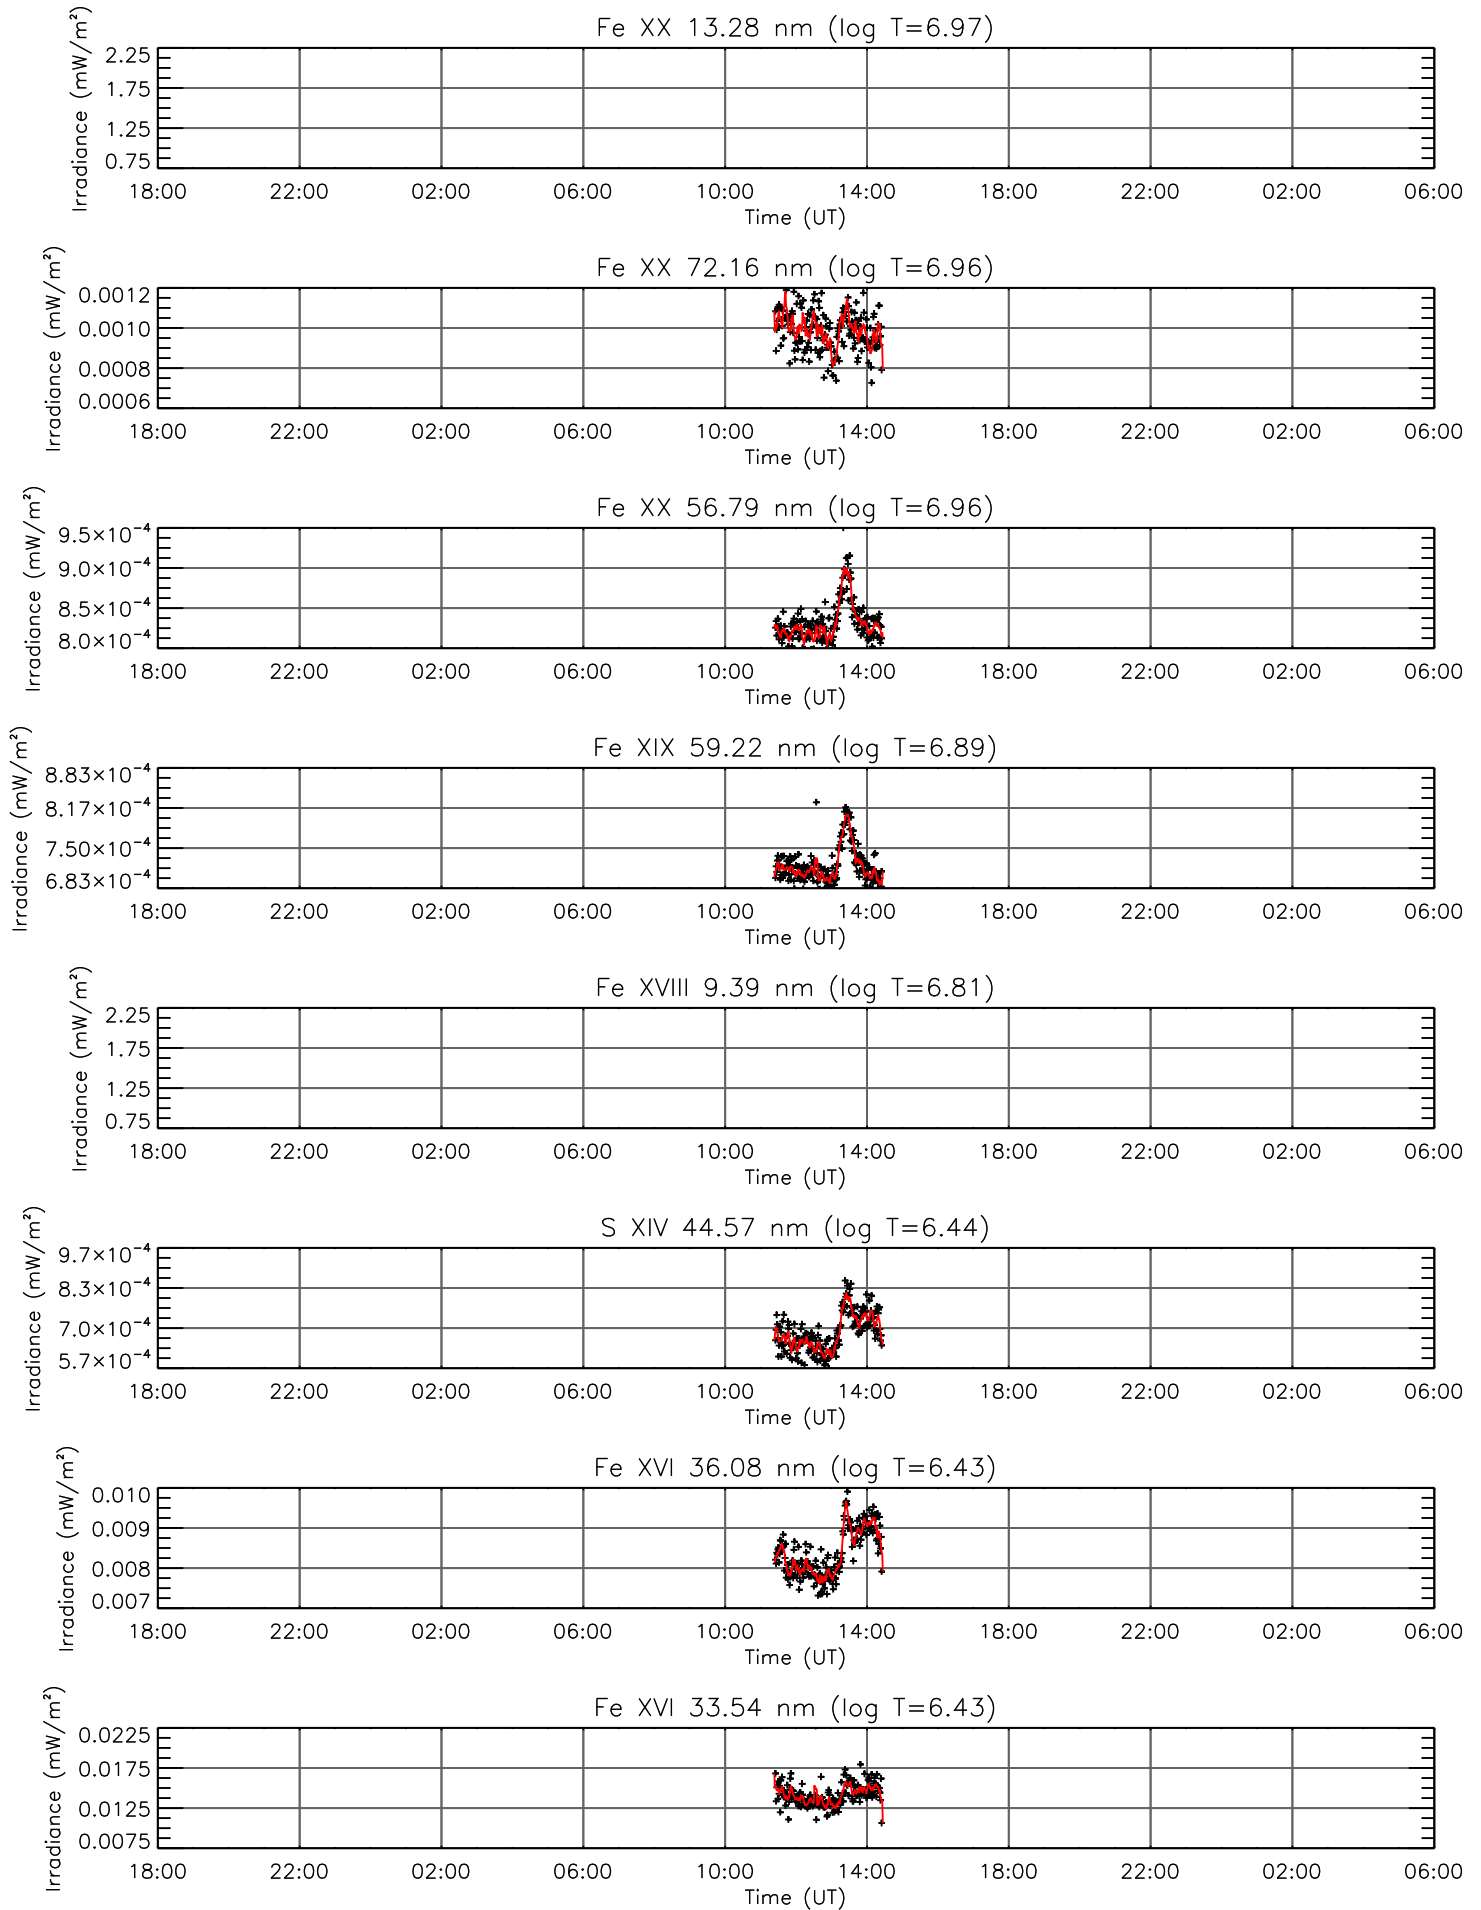 Fe XX 13.28 nm (log T=6.97)
Irradiance (mW/m²)
2.25
1.75
1.25
0.75
18:00 22:00 02:00 06:00 10:00 14:00 18:00 22:00 02:00 06:00
Time (UT)
Fe XX 72.16 nm (log T=6.96)
Irradiance (mW/m²)
0.0012
0.0010
0.0008
0.0006
18:00 22:00 02:00 06:00 10:00 14:00 18:00 22:00 02:00 06:00
Time (UT)
Fe XX 56.79 nm (log T=6.96)
Irradiance (mW/m²)
9.5×10⁻⁴
9.0×10⁻⁴
8.5×10⁻⁴
8.0×10⁻⁴
18:00 22:00 02:00 06:00 10:00 14:00 18:00 22:00 02:00 06:00
Time (UT)
Fe XIX 59.22 nm (log T=6.89)
Irradiance (mW/m²)
8.83×10⁻⁴
8.17×10⁻⁴
7.50×10⁻⁴
6.83×10⁻⁴
18:00 22:00 02:00 06:00 10:00 14:00 18:00 22:00 02:00 06:00
Time (UT)
Fe XVIII 9.39 nm (log T=6.81)
Irradiance (mW/m²)
2.25
1.75
1.25
0.75
18:00 22:00 02:00 06:00 10:00 14:00 18:00 22:00 02:00 06:00
Time (UT)
S XIV 44.57 nm (log T=6.44)
Irradiance (mW/m²)
9.7×10⁻⁴
8.3×10⁻⁴
7.0×10⁻⁴
5.7×10⁻⁴
18:00 22:00 02:00 06:00 10:00 14:00 18:00 22:00 02:00 06:00
Time (UT)
Fe XVI 36.08 nm (log T=6.43)
Irradiance (mW/m²)
0.010
0.009
0.008
0.007
18:00 22:00 02:00 06:00 10:00 14:00 18:00 22:00 02:00 06:00
Time (UT)
Fe XVI 33.54 nm (log T=6.43)
Irradiance (mW/m²)
0.0225
0.0175
0.0125
0.0075
18:00 22:00 02:00 06:00 10:00 14:00 18:00 22:00 02:00 06:00
Time (UT)